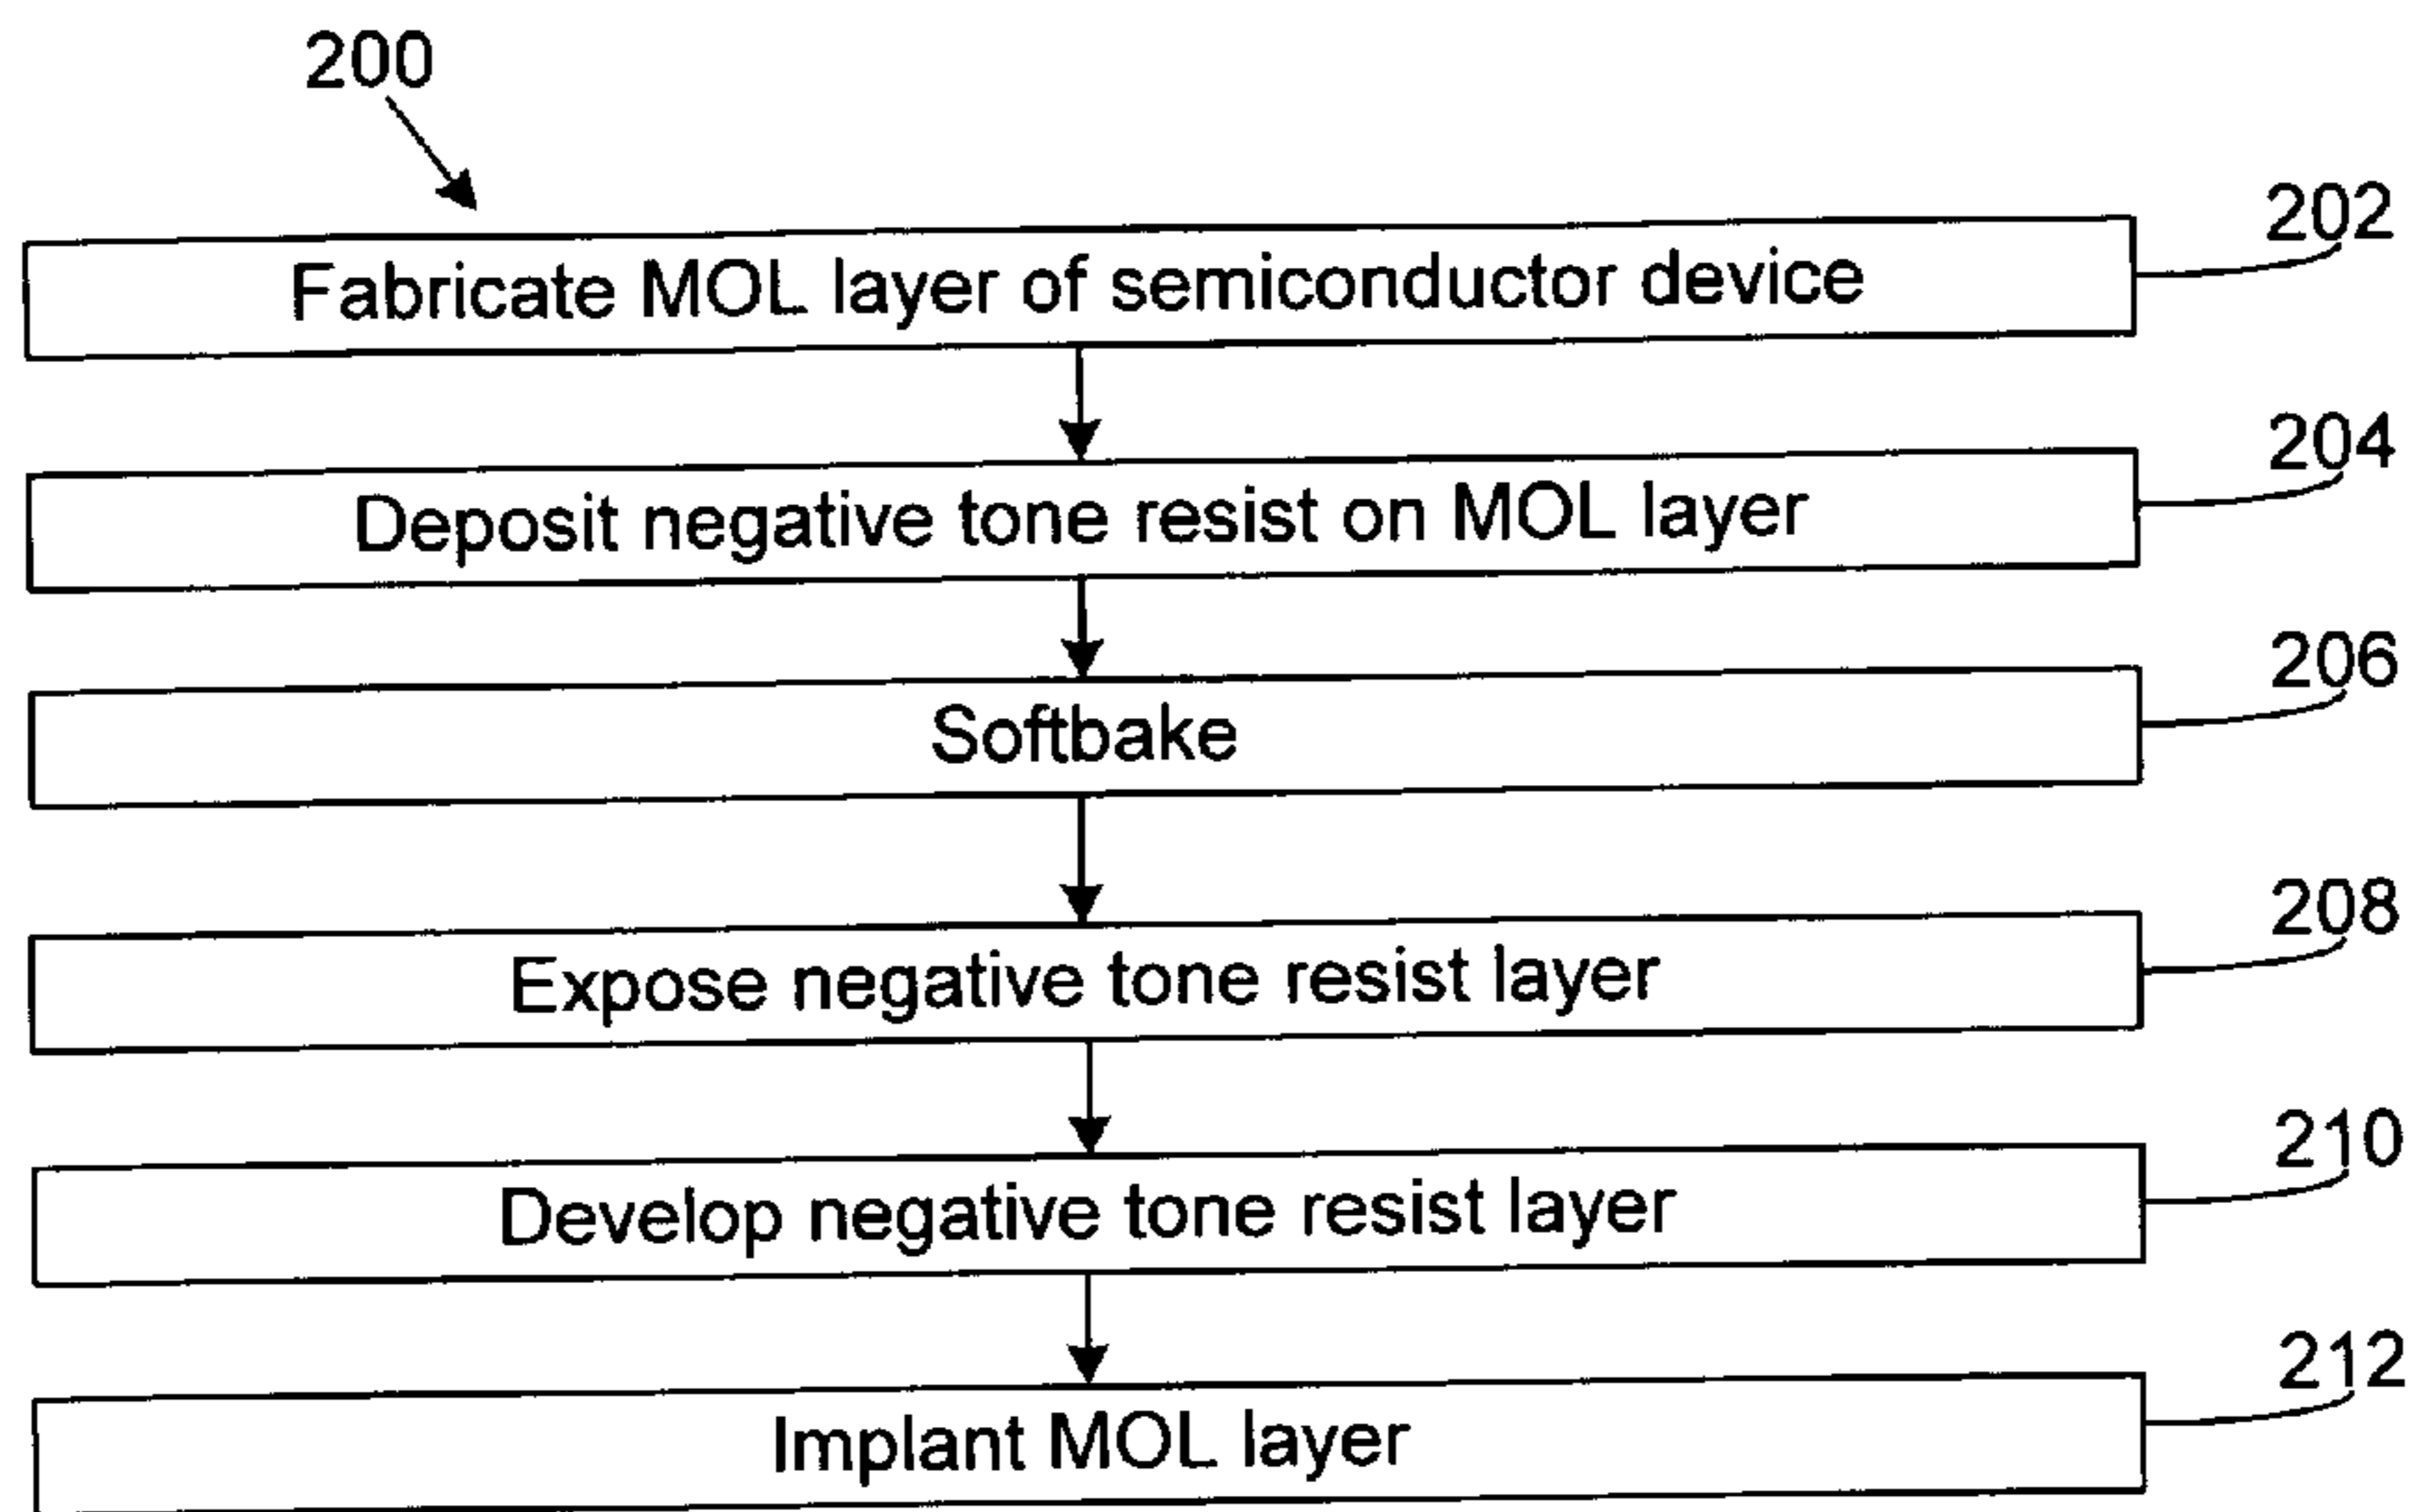 200
202
Fabricate MOL layer of semiconductor device
204
Deposit negative tone resist on MOL layer
206
Softbake
208
Expose negative tone resist layer
210
Develop negative tone resist layer
212
Implant MOL layer